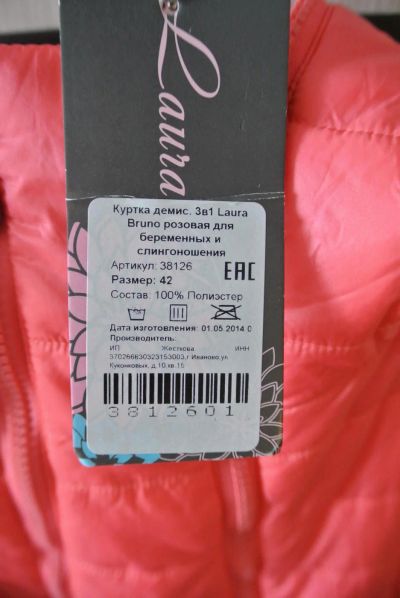 Laura
Куртка демис. 3в1 Laura
Bruno розовая для
беременных и
слингоношения
Артикул: 38126
EAC
Размер: 42
Состав: 100% Полиэстер
Дата изготовления: 01.05.2014 0
Производитель:
ИП Жесткова ИНН
370266830323153003,г.Иваново,ул
Куконковых, д.10,кв.15
3812601